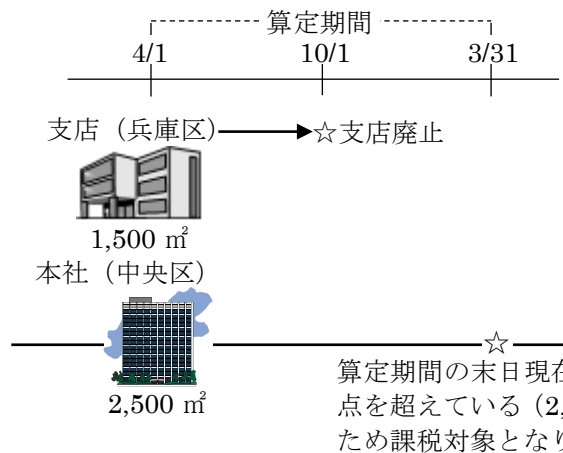 算定期間
4/1 10/1 3/31
支店（兵庫区） ☆支店廃止
1,500 ㎡
本社（中央区）
☆
2,500 ㎡
算定期間の末日現在
点を超えている（2,
ため課税対象となり